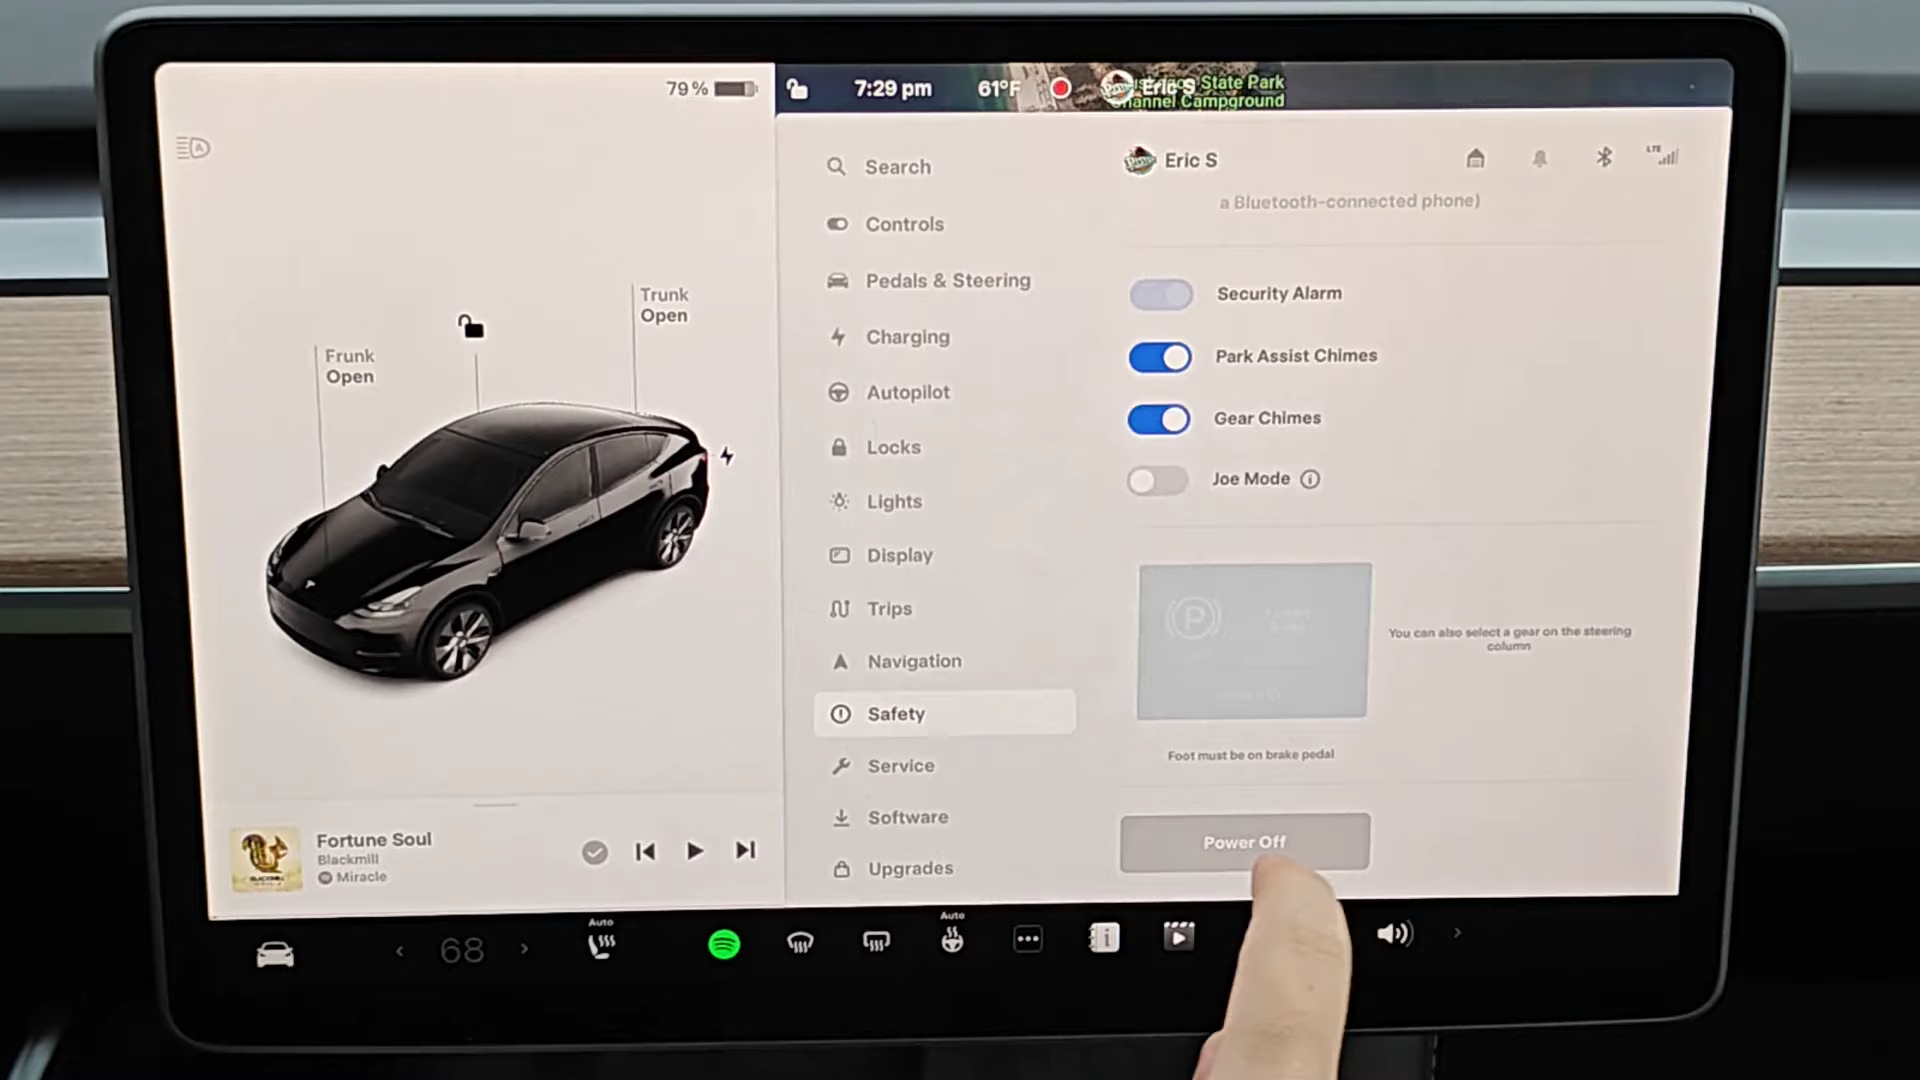 79 %
7:29 pm
61°F
Eric S
State Park
Channel Campground
Frunk
Open
Trunk
Open
Fortune Soul
Blackmill
Miracle
Search
Controls
Pedals & Steering
Charging
Autopilot
Locks
Lights
Display
Trips
Navigation
Safety
Service
Software
Upgrades
Eric S
LTE
a Bluetooth-connected phone)
Security Alarm
Park Assist Chimes
Gear Chimes
Joe Mode
P
You can also select a gear on the steering
column
Foot must be on brake pedal
Power Off
68
Auto
Auto